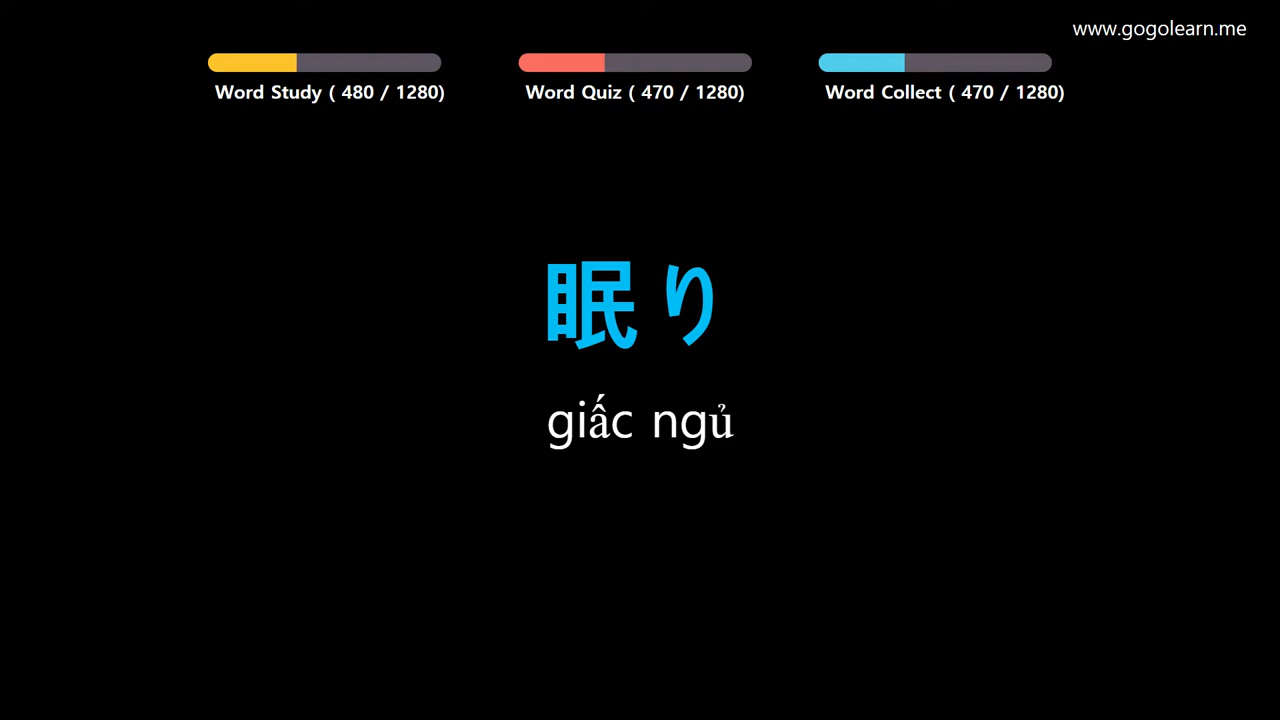 www.gogolearn.me
Word Study ( 480 / 1280)
Word Quiz ( 470 / 1280)
Word Collect ( 470 / 1280)
眠り
giấc ngủ